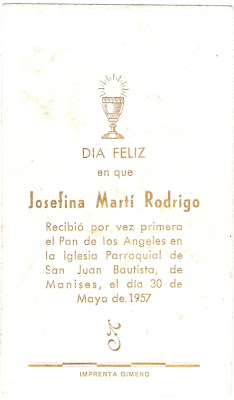 DIA FELIZ
en que
Josefina Martí Rodrigo
Recibió por vez primera
el Pan de los Angeles en
la Iglesia Parroquial de
San Juan Bautista, de
Manises, el día 30 de
Mayo de 1957
IMPRENTA GIMENO